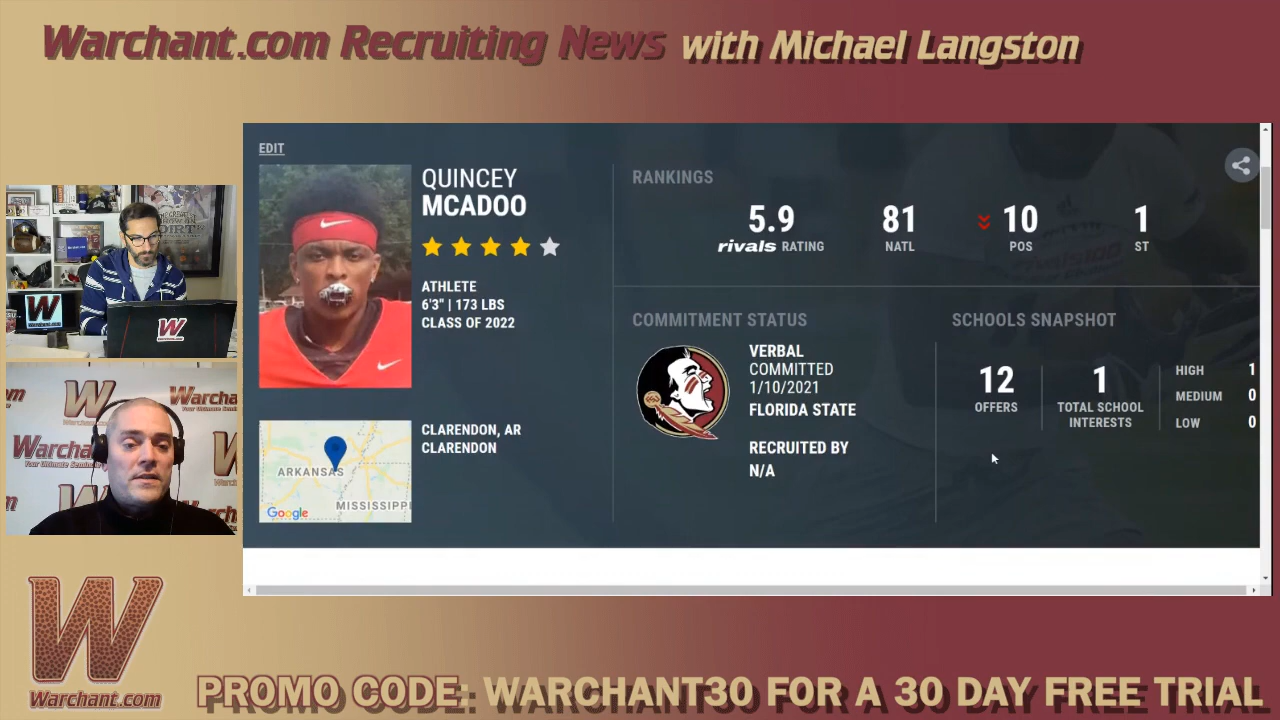 Warchant.com Recruiting News with Michael Langston
EDIT
QUINCEY
MCADOO
ATHLETE
6'3" | 173 LBS
CLASS OF 2022
CLARENDON, AR
CLARENDON
ARKANSAS
MISSISSIPPI
Google
RANKINGS
5.9
rivals RATING
81
NATL
10
POS
1
ST
COMMITMENT STATUS
VERBAL
COMMITTED
1/10/2021
FLORIDA STATE
RECRUITED BY
N/A
SCHOOLS SNAPSHOT
12
OFFERS
1
TOTAL SCHOOL
INTERESTS
HIGH 1
MEDIUM 0
LOW 0
W
W
W
Warchant.com
PROMO CODE: WARCHANT30 FOR A 30 DAY FREE TRIAL